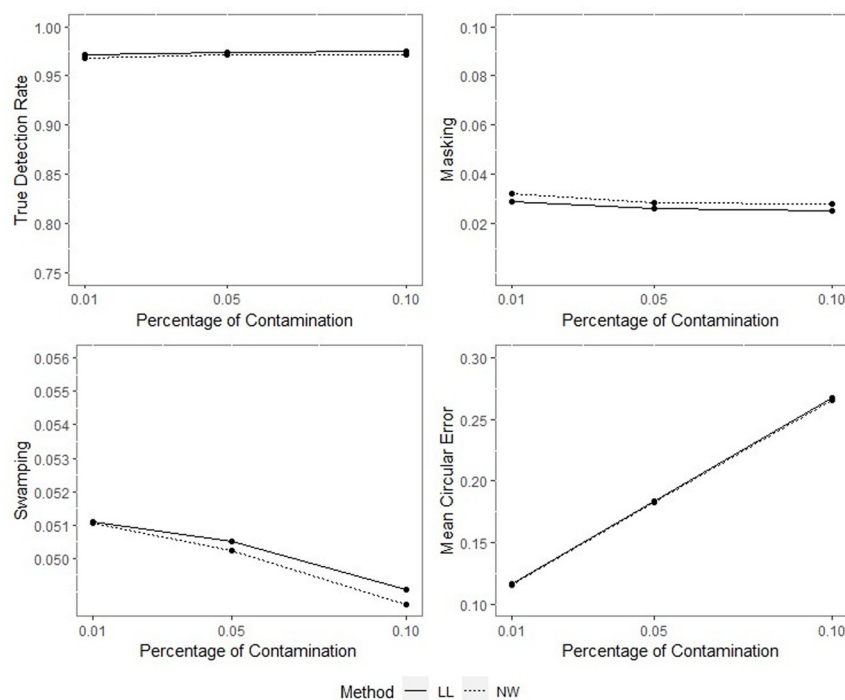 True Detection Rate
1.00
0.95
0.90
0.85
0.80
0.75
0.01 0.05 0.10
Percentage of Contamination
Masking
0.10
0.08
0.06
0.04
0.02
0.01 0.05 0.10
Percentage of Contamination
Swamping
0.056
0.055
0.054
0.053
0.052
0.051
0.050
0.01 0.05 0.10
Percentage of Contamination
Mean Circular Error
0.30
0.25
0.20
0.15
0.10
0.01 0.05 0.10
Percentage of Contamination
Method LL NW